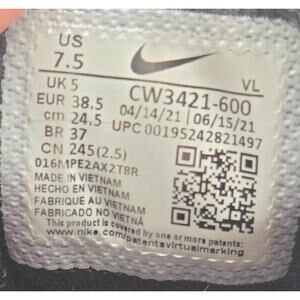 US
7.5
VL
UK 5
CW3421-600
EUR 38.5
04/14/21 06/15/21
cm 24.5
UPC 00195242821497
BR 37
CN 245(2.5)
016MPE2AX2T8R
MADE IN VIETNAM
HECHO EN VIETNAM
FABRIQUE AU VIETNAM
FABRICADO NO VIETNA
This product is covered by one or more patents
www.nike.com/patentsvirtualmarking